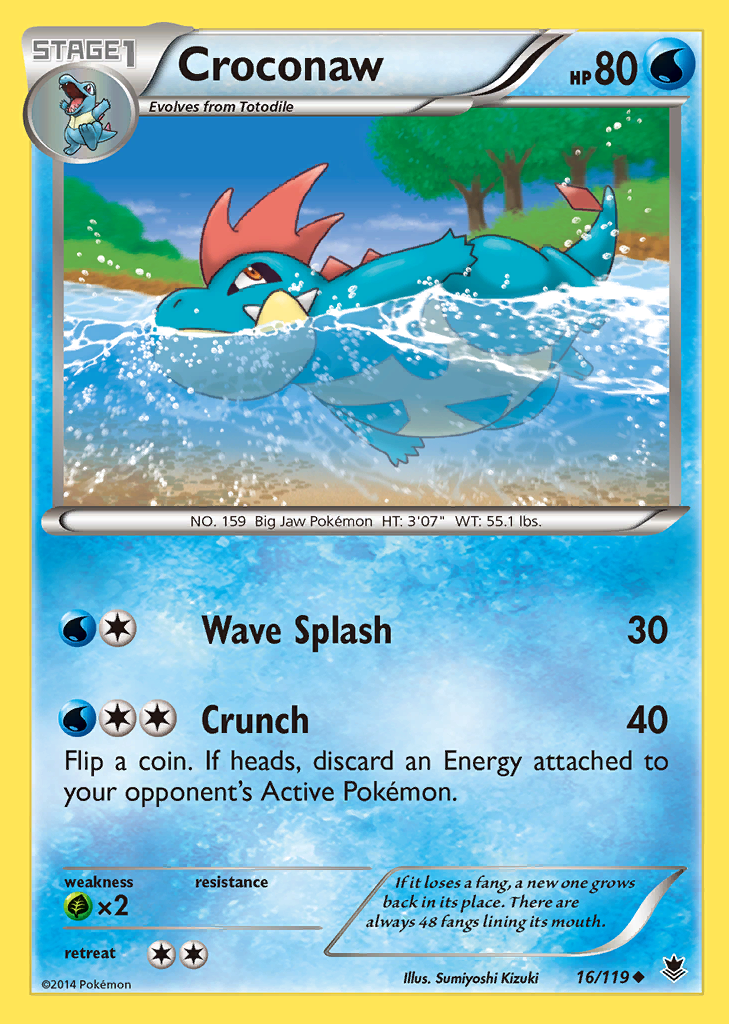 STAGE1
Croconaw
HP80
Evolves from Totodile
NO. 159 Big Jaw Pokémon HT: 3'07" WT: 55.1 lbs.
Wave Splash 30
Crunch 40
Flip a coin. If heads, discard an Energy attached to
your opponent's Active Pokémon.
weakness resistance
×2
retreat
If it loses a fang, a new one grows
back in its place. There are
always 48 fangs lining its mouth.
©2014 Pokémon
Illus. Sumiyoshi Kizuki
16/119